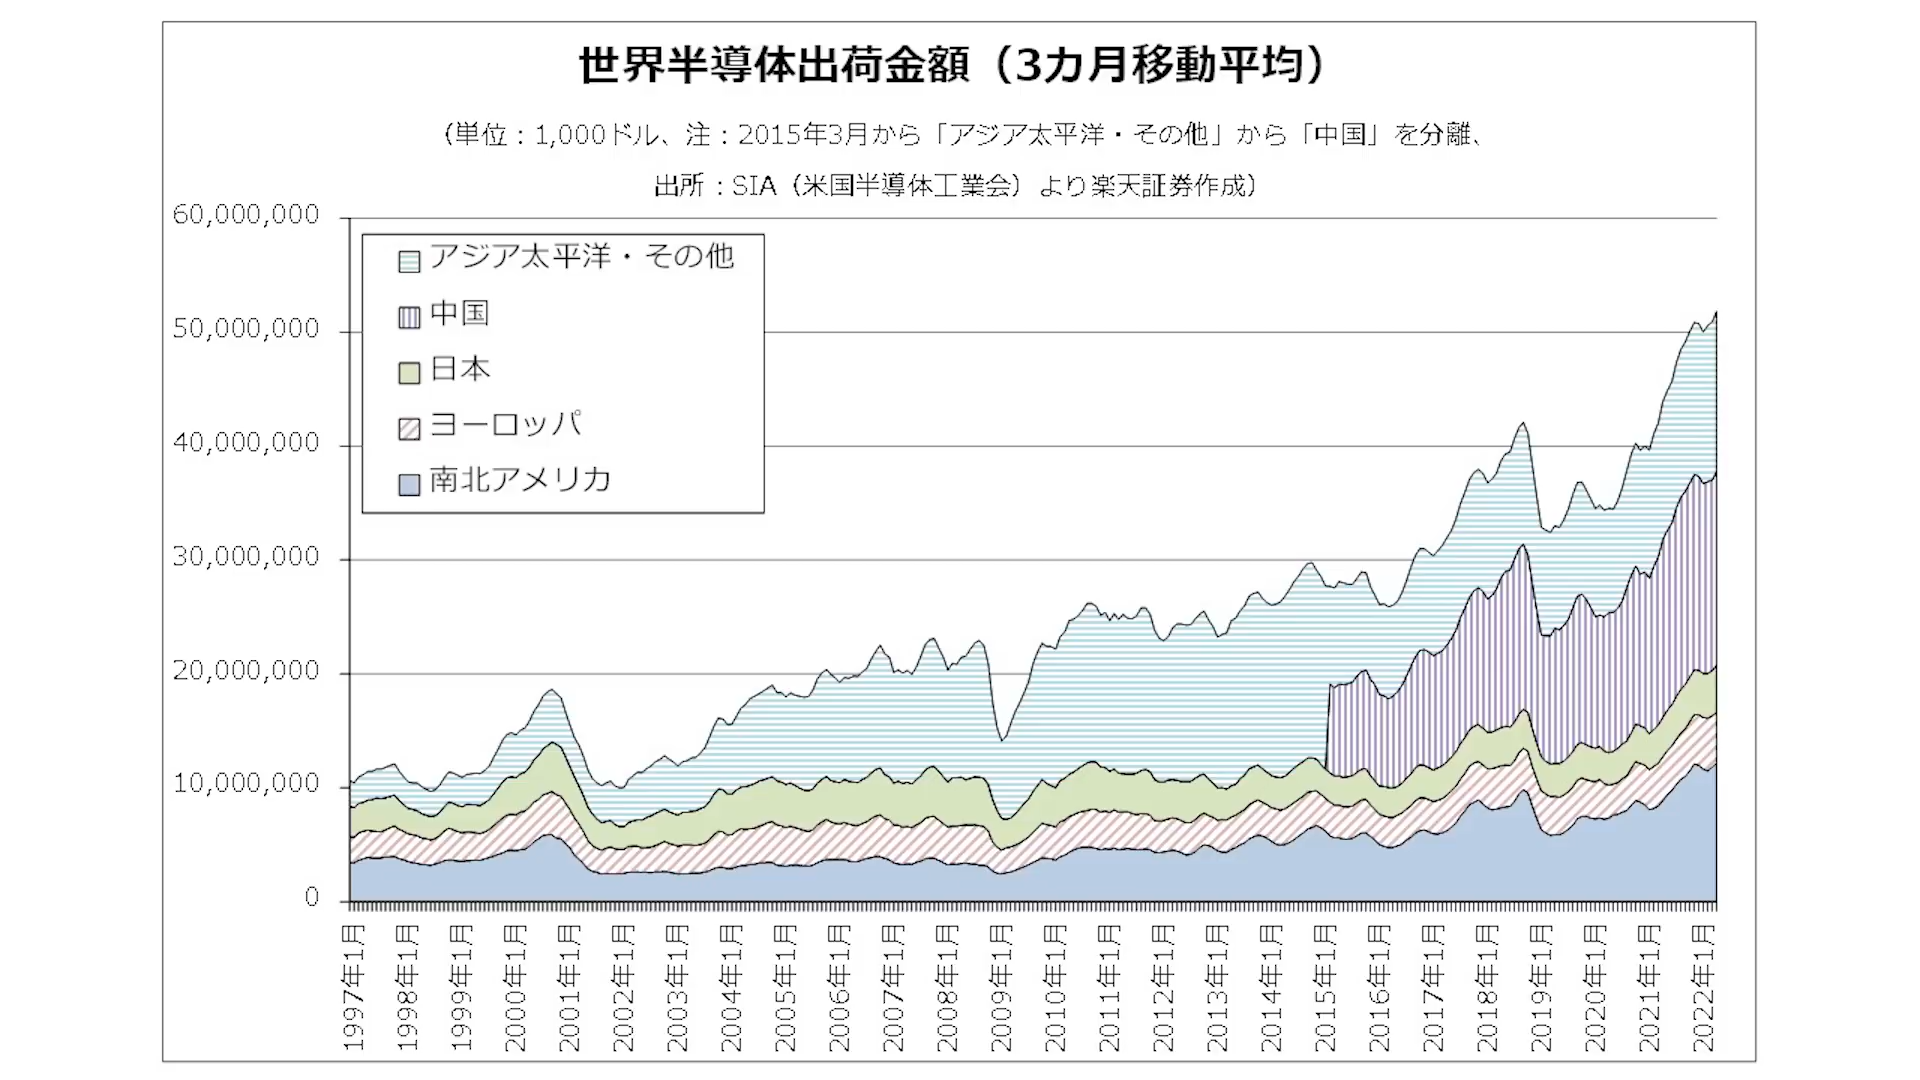 世界半導体出荷金額（3カ月移動平均）
（単位：1,000ドル、注：2015年3月から「アジア太平洋・その他」から「中国」を分離、
出所：SIA（米国半導体工業会）より楽天証券作成）
60,000,000
50,000,000
40,000,000
30,000,000
20,000,000
10,000,000
0
アジア太平洋・その他
中国
日本
ヨーロッパ
南北アメリカ
1997年1月
1998年1月
1999年1月
2000年1月
2001年1月
2002年1月
2003年1月
2004年1月
2005年1月
2006年1月
2007年1月
2008年1月
2009年1月
2010年1月
2011年1月
2012年1月
2013年1月
2014年1月
2015年1月
2016年1月
2017年1月
2018年1月
2019年1月
2020年1月
2021年1月
2022年1月